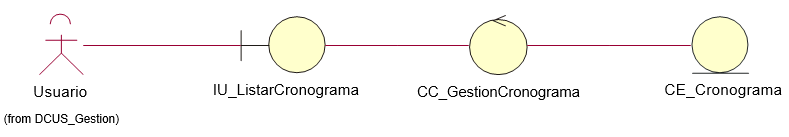 Usuario
(from DCUS_Gestion)
IU_ListarCronograma
CC_GestionCronograma
CE_Cronograma